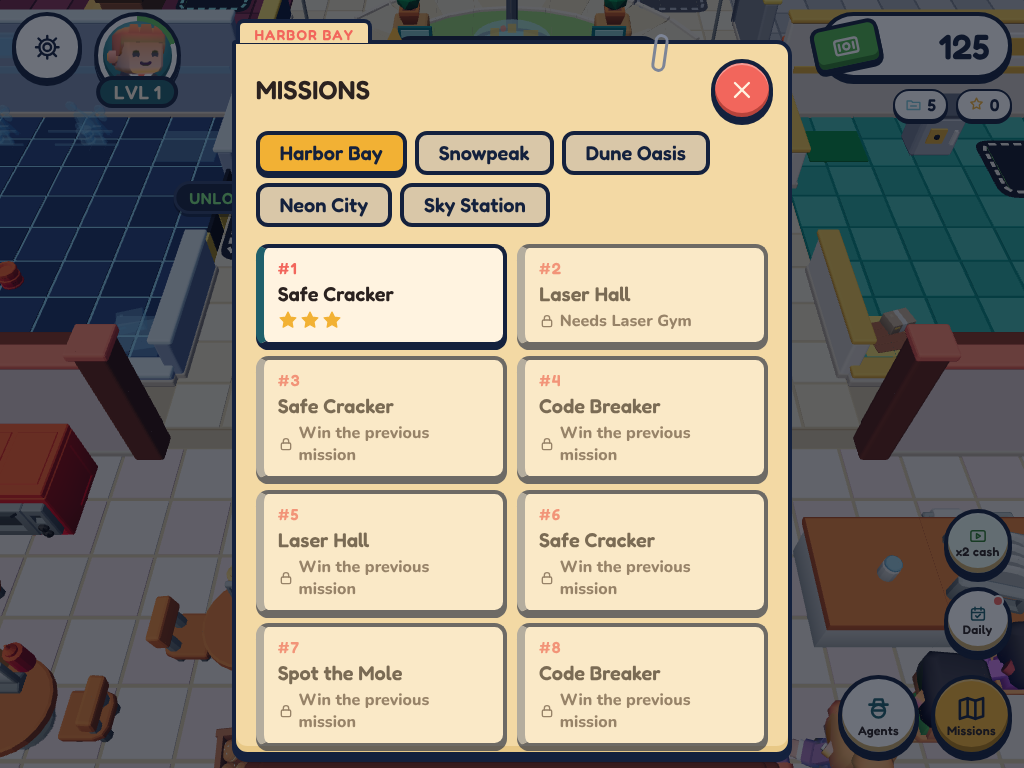 HARBOR BAY
MISSIONS
125
LVL 1
5
0
Harbor Bay
Snowpeak
Dune Oasis
Neon City
Sky Station
UNLO
#1
Safe Cracker
#2
Laser Hall
Needs Laser Gym
#3
Safe Cracker
Win the previous
mission
#4
Code Breaker
Win the previous
mission
#5
Laser Hall
Win the previous
mission
#6
Safe Cracker
Win the previous
mission
#7
Spot the Mole
Win the previous
mission
#8
Code Breaker
Win the previous
mission
x2 cash
Daily
Agents
Missions